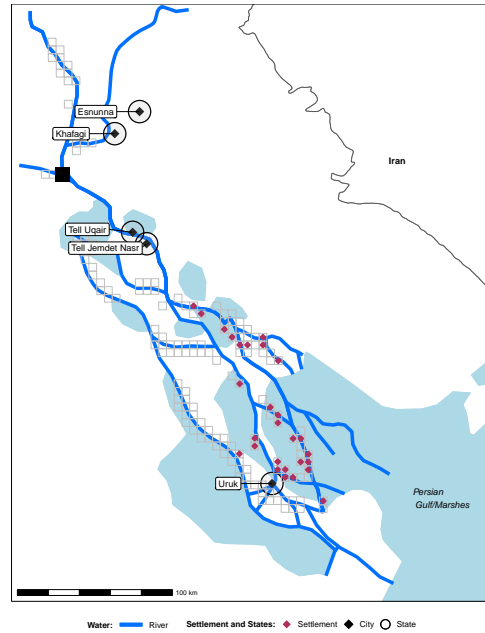 Esnunna
Khafagi
Iran
Tell Uqair
Tell Jemdet Nasr
Uruk
Persian
Gulf/Marshes
100 km
Water: River Settlement and States: Settlement City State